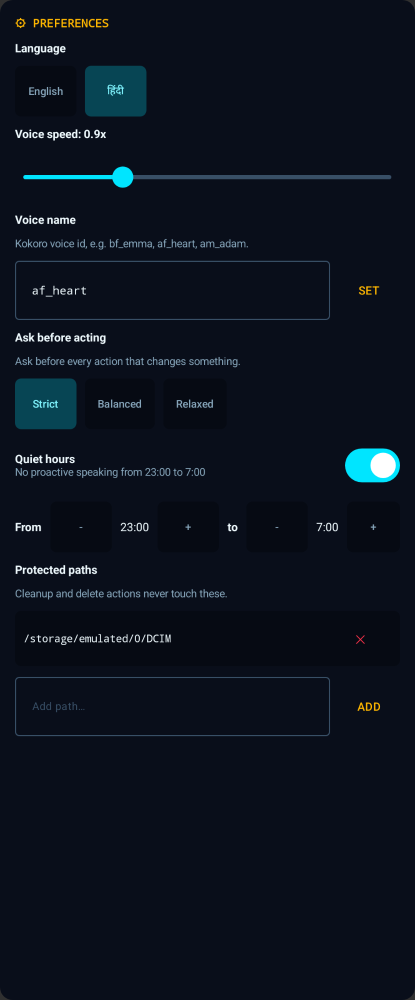 ⚙ PREFERENCES
Language
English हिंदी
Voice speed: 0.9x
Voice name
Kokoro voice id, e.g. bf_emma, af_heart, am_adam.
af_heart SET
Ask before acting
Ask before every action that changes something.
Strict Balanced Relaxed
Quiet hours
No proactive speaking from 23:00 to 7:00
From - 23:00 + to - 7:00 +
Protected paths
Cleanup and delete actions never touch these.
/storage/emulated/0/DCIM ×
Add path… ADD